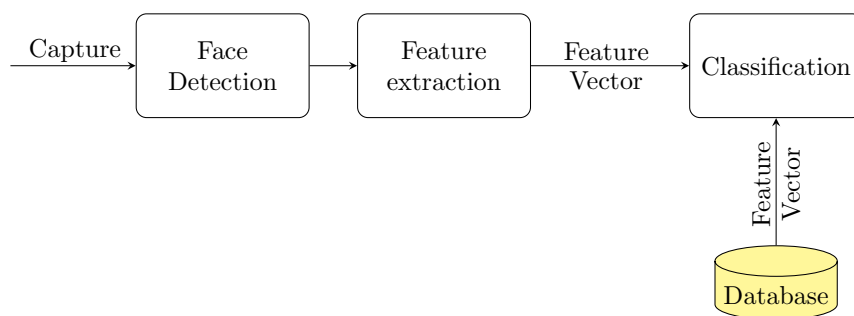 Capture
Face
Detection
Feature
extraction
Feature
Vector
Classification
Feature
Vector
Database